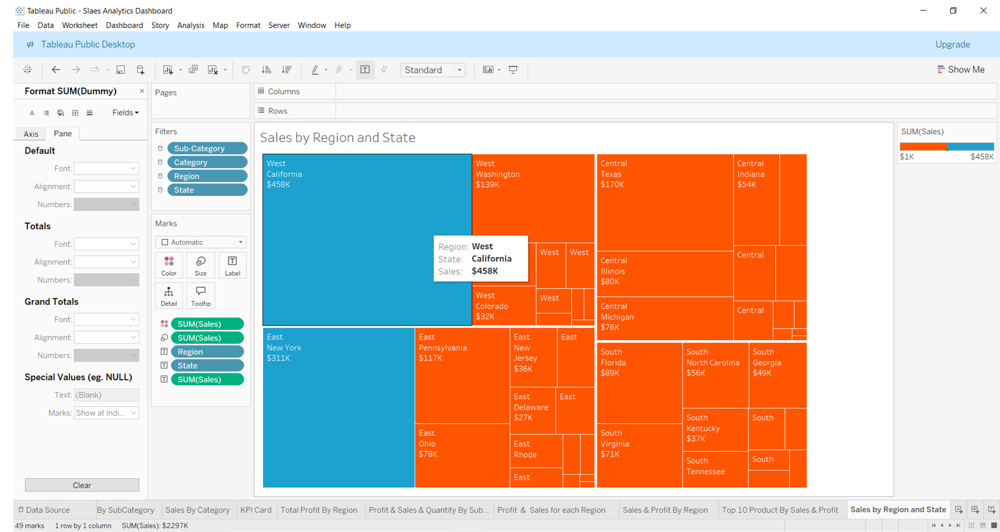 Tableau Public - Slaes Analytics Dashboard
File Data Worksheet Dashboard Story Analysis Map Format Server Window Help
Tableau Public Desktop
Upgrade
Standard
Show Me
Format SUM(Dummy)
Fields
Axis
Pane
Default
Font:
Alignment:
Numbers:
Totals
Font:
Alignment:
Numbers:
Grand Totals
Font:
Alignment:
Numbers:
Special Values (eg. NULL)
Text: (Blank)
Marks: Show at Indi...
Clear
Pages
Filters
Sub-Category
Category
Region
State
Marks
Automatic
Color
Size
Label
Detail
Tooltip
SUM(Sales)
SUM(Sales)
Region
State
SUM(Sales)
Columns
Rows
Sales by Region and State
West
California
$458K
West
Washington
$139K
West
West
West
Colorado
$32K
West
Region: West
State: California
Sales: $458K
East
New York
$311K
East
Pennsylvania
$117K
East
Ohio
$78K
East
New
Jersey
$36K
East
East
Delaware
$27K
East
East
Rhode
East
Central
Texas
$170K
Central
Indiana
$54K
Central
Illinois
$80K
Central
Central
Michigan
$76K
Central
South
Florida
$89K
South
North Carolina
$56K
South
Georgia
$49K
South
Virginia
$71K
South
Kentucky
$37K
South
South
Tennessee
South
SUM(Sales)
$1K
$458K
Data Source
By SubCategory
Sales By Category
KPI Card
Total Profit By Region
Profit & Sales & Quantity By Sub...
Profit & Sales for each Region
Sales & Profit By Region
Top 10 Product By Sales & Profit
Sales by Region and State
49 marks
1 row by 1 column
SUM(Sales): $2297K